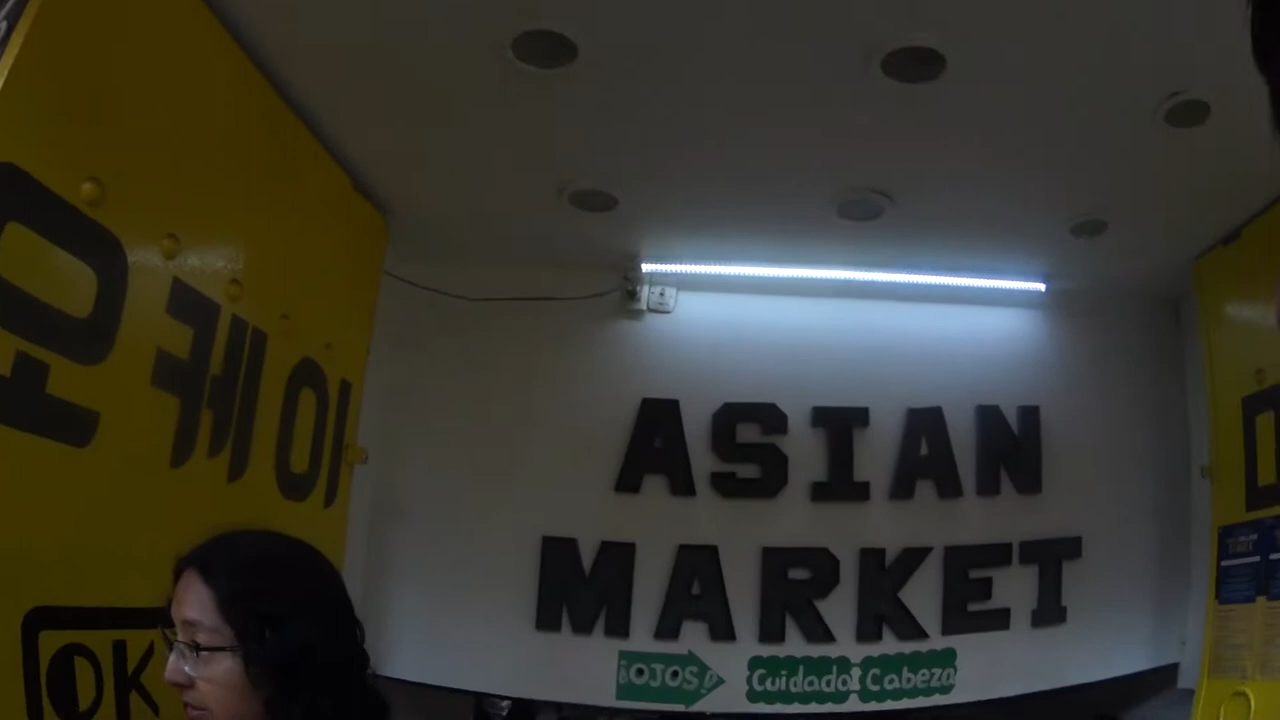 오케이
OK
ASIAN
MARKET
¡OJOS!
Cuidado Cabeza